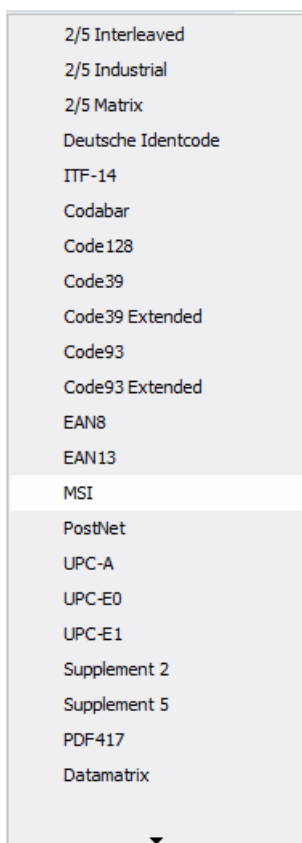 2/5 Interleaved
2/5 Industrial
2/5 Matrix
Deutsche Identcode
ITF-14
Codabar
Code128
Code39
Code39 Extended
Code93
Code93 Extended
EAN8
EAN13
MSI
PostNet
UPC-A
UPC-E0
UPC-E1
Supplement 2
Supplement 5
PDF417
Datamatrix